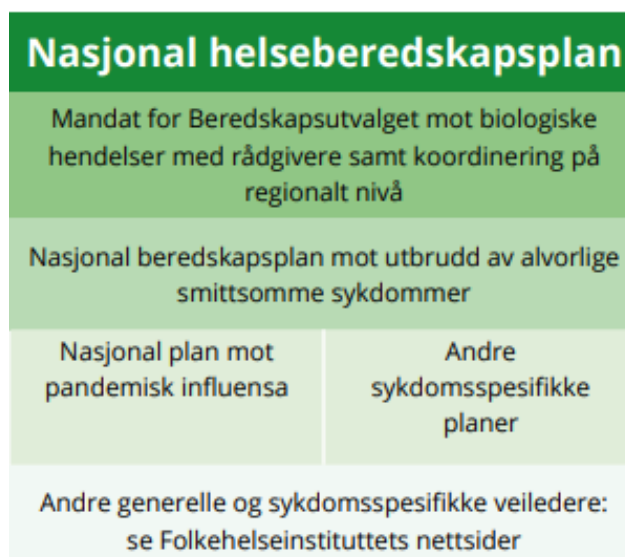 Nasjonal helseberedskapsplan
Mandat for Beredskapsutvalget mot biologiske
hendelser med rådgivere samt koordinering på
regionalt nivå
Nasjonal beredskapsplan mot utbrudd av alvorlige
smittsomme sykdommer
Nasjonal plan mot
pandemisk influensa
Andre
sykdomsspesifikke
planer
Andre generelle og sykdomsspesifikke veiledere:
se Folkehelseinstituttets nettsider